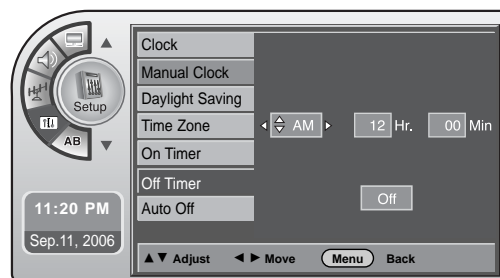 Setup
AB
11:20 PM
Sep.11, 2006
Clock
Manual Clock
Daylight Saving
Time Zone
On Timer
Off Timer
Auto Off
AM 12 Hr. 00 Min
Off
▲▼ Adjust ◄ ► Move Menu Back